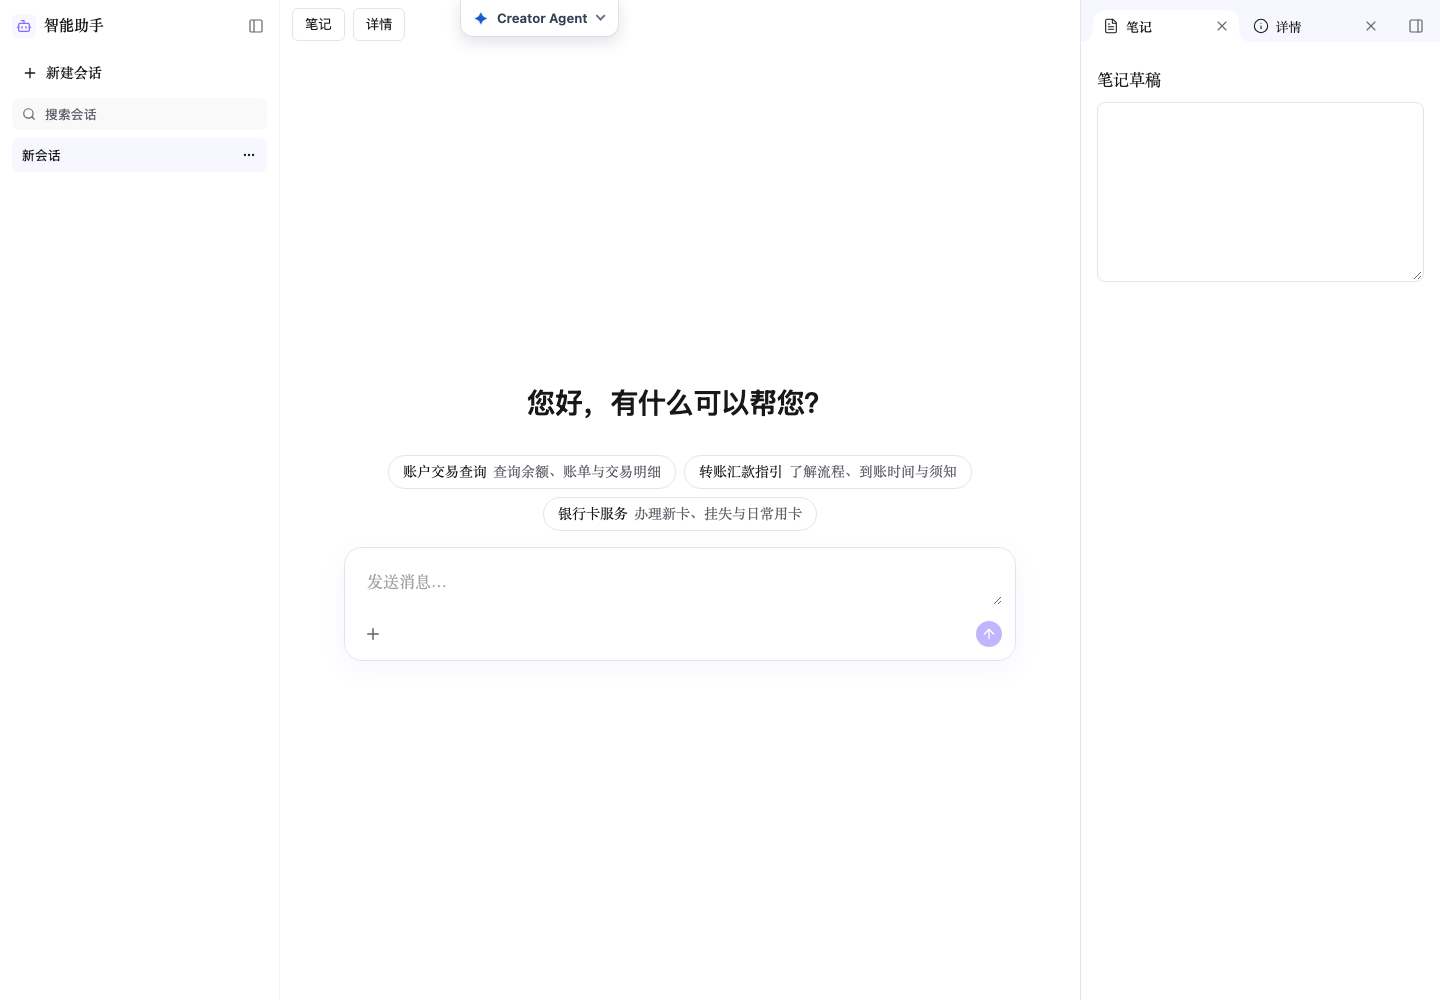 智能助手
新建会话
搜索会话
新会话
笔记
详情
Creator Agent
您好，有什么可以帮您?
账户交易查询 查询余额、账单与交易明细
转账汇款指引 了解流程、到账时间与须知
银行卡服务 办理新卡、挂失与日常用卡
发送消息...
笔记
详情
笔记草稿